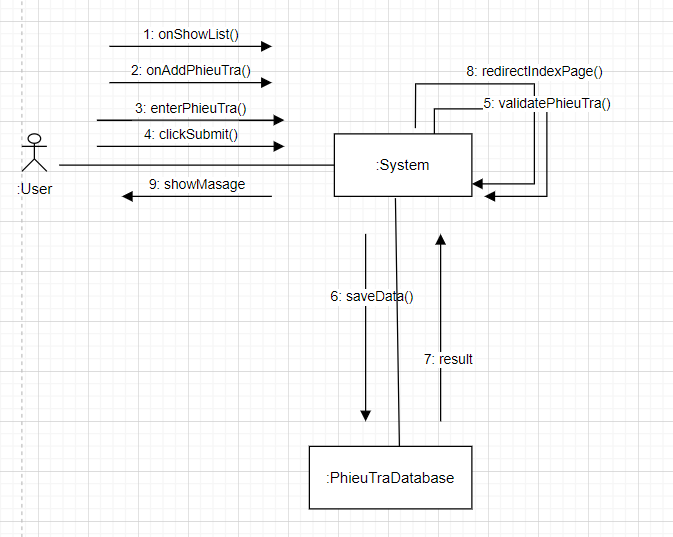 1: onShowList()
8: redirectIndexPage()
2: onAddPhieuTra()
5: validatePhieuTra()
3: enterPhieuTra()
4: clickSubmit()
:System
:User
9: showMasage
6: saveData()
7: result
:PhieuTraDatabase